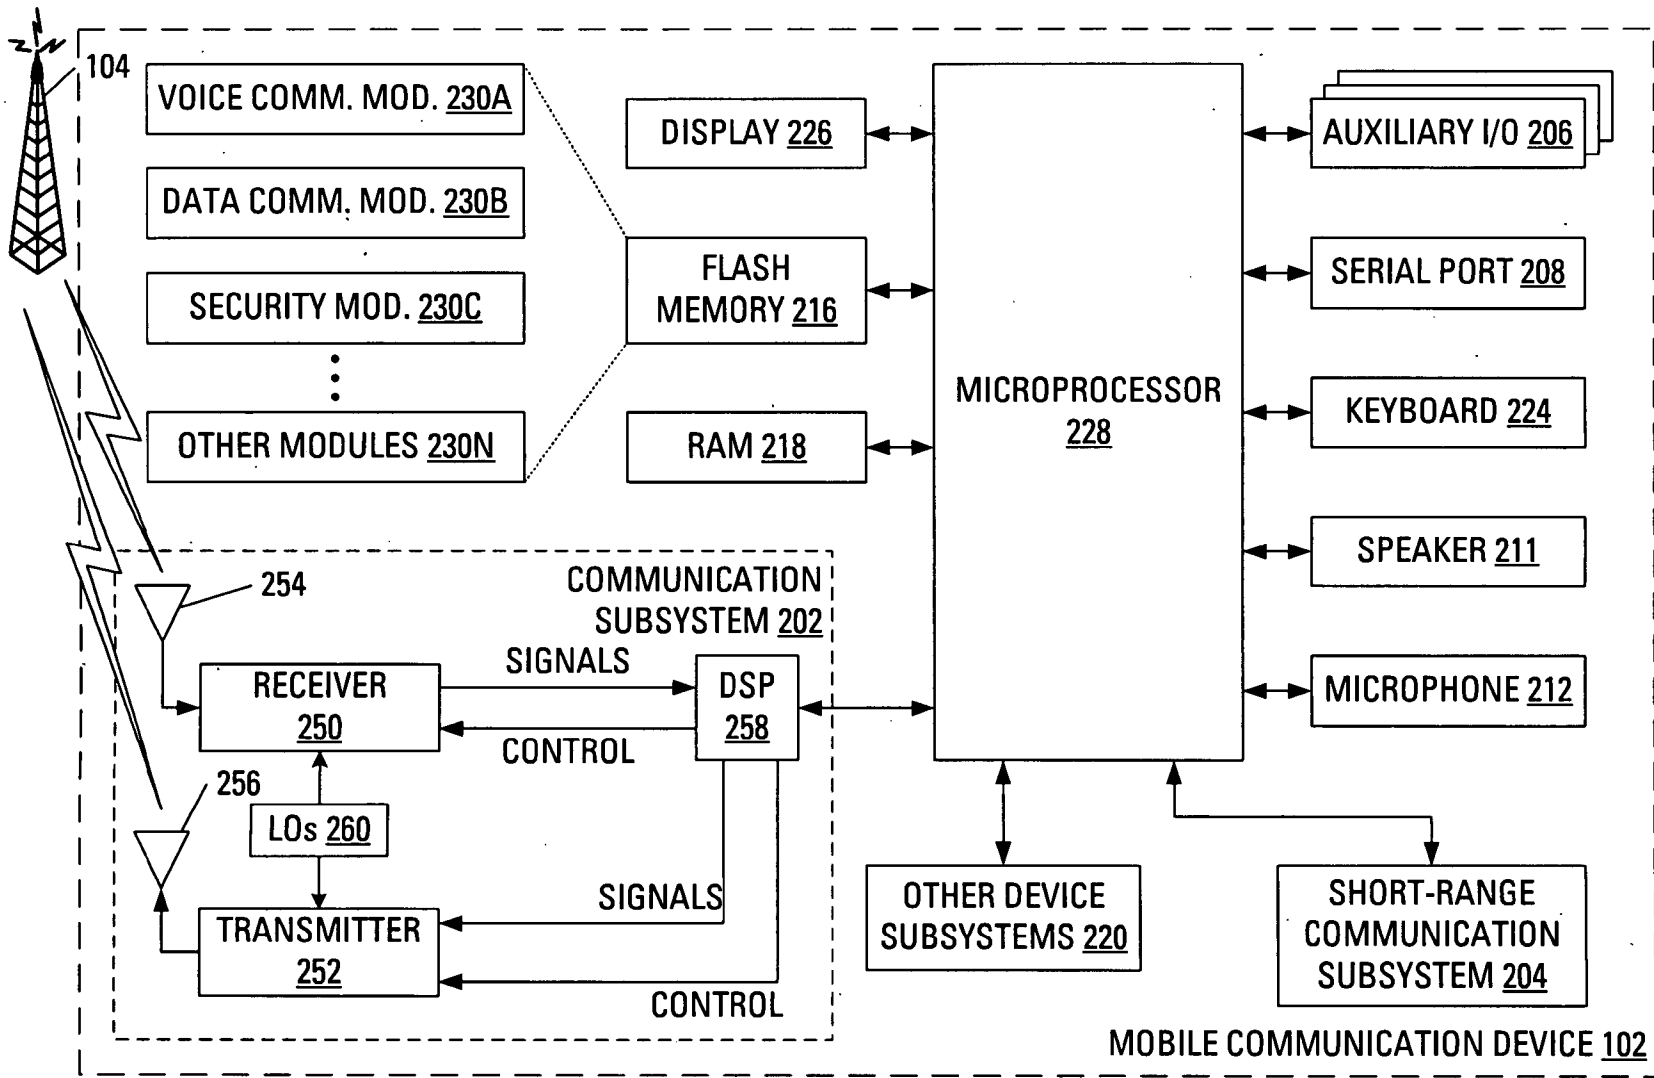 104
VOICE COMM. MOD. 230A
DATA COMM. MOD. 230B
SECURITY MOD. 230C
OTHER MODULES 230N
DISPLAY 226
FLASH
MEMORY 216
RAM 218
MICROPROCESSOR
228
AUXILIARY I/O 206
SERIAL PORT 208
KEYBOARD 224
SPEAKER 211
MICROPHONE 212
COMMUNICATION
SUBSYSTEM 202
254
RECEIVER
250
SIGNALS
CONTROL
DSP
258
256
LOs 260
TRANSMITTER
252
SIGNALS
CONTROL
OTHER DEVICE
SUBSYSTEMS 220
SHORT-RANGE
COMMUNICATION
SUBSYSTEM 204
MOBILE COMMUNICATION DEVICE 102